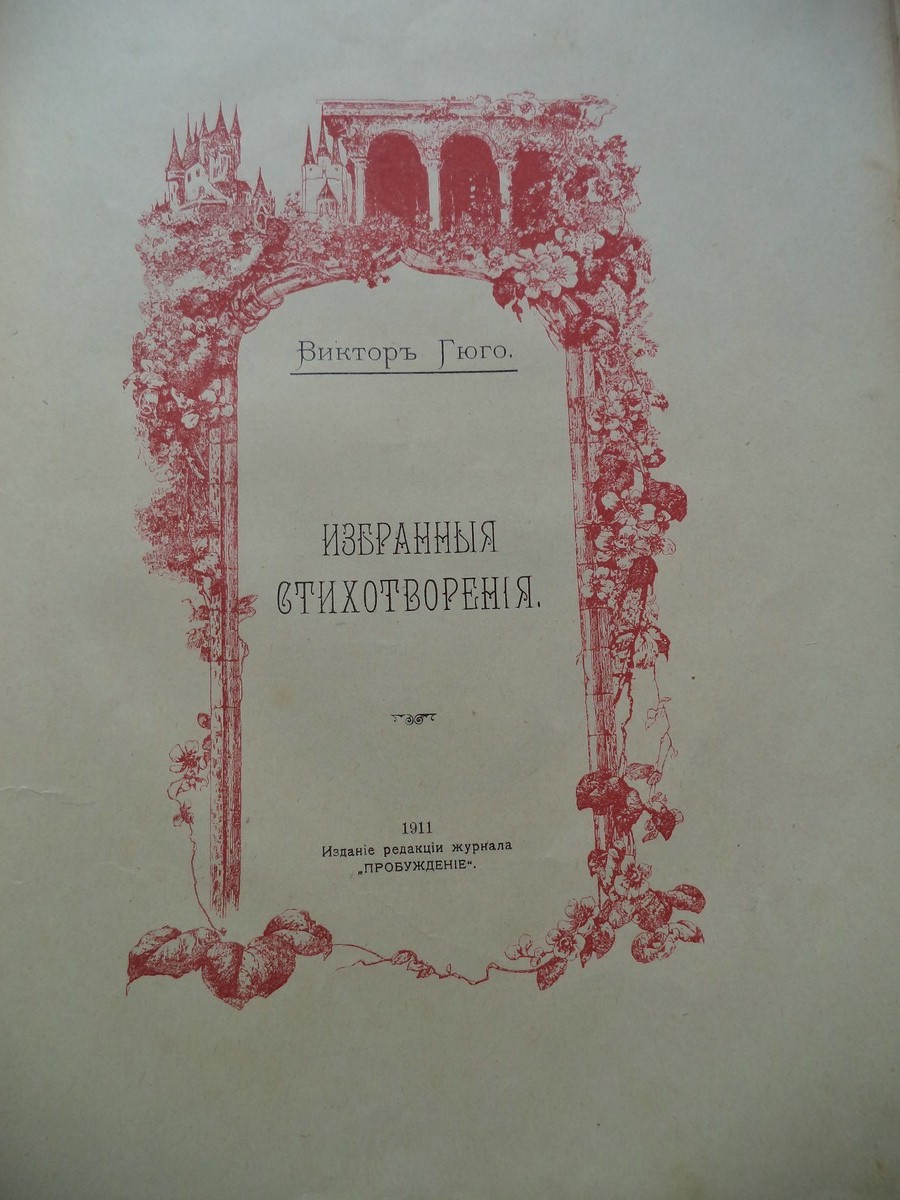 Викторъ Гюго.
ИЗБРАННЫЯ
СТИХОТВОРЕНІЯ.
1911
Изданіе редакціи журнала
„ПРОБУЖДЕНІЕ“.